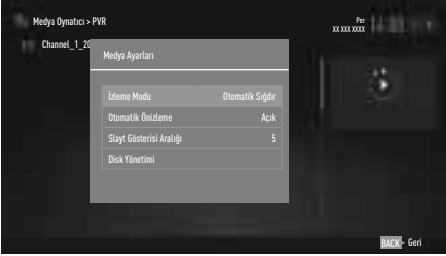 Medya Oynatıcı > PVR
Per
XX XXX XXXX
Channel_1_20
Medya Ayarları
İzleme Modu Otomatik Sığdır
Otomatik Önizleme Açık
Slayt Gösterisi Aralığı 5
Disk Yönetimi
BACK Geri